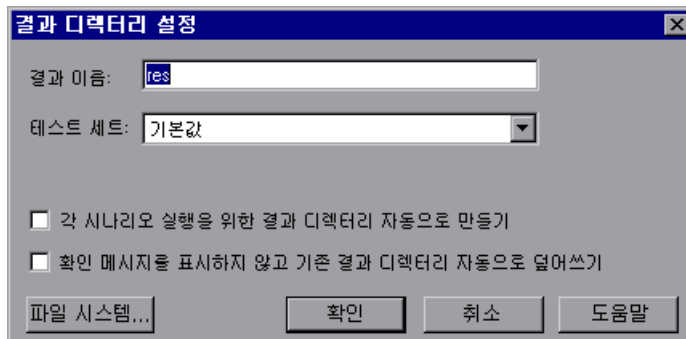 결과 디렉터리 설정
결과 이름: res
테스트 세트: 기본값
각 시나리오 실행을 위한 결과 디렉터리 자동으로 만들기
확인 메시지를 표시하지 않고 기존 결과 디렉터리 자동으로 덮어쓰기
파일 시스템... 확인 취소 도움말